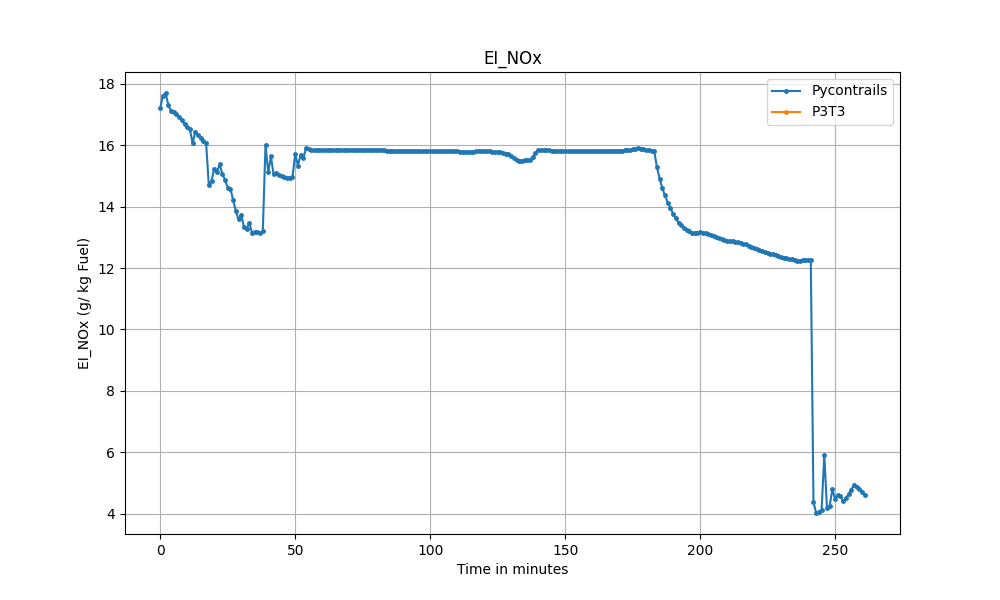 EI_NOx
18
16
14
12
10
8
6
4
EI_NOx (g/ kg Fuel)
Pycontrails
P3T3
0
50
100
150
200
250
Time in minutes